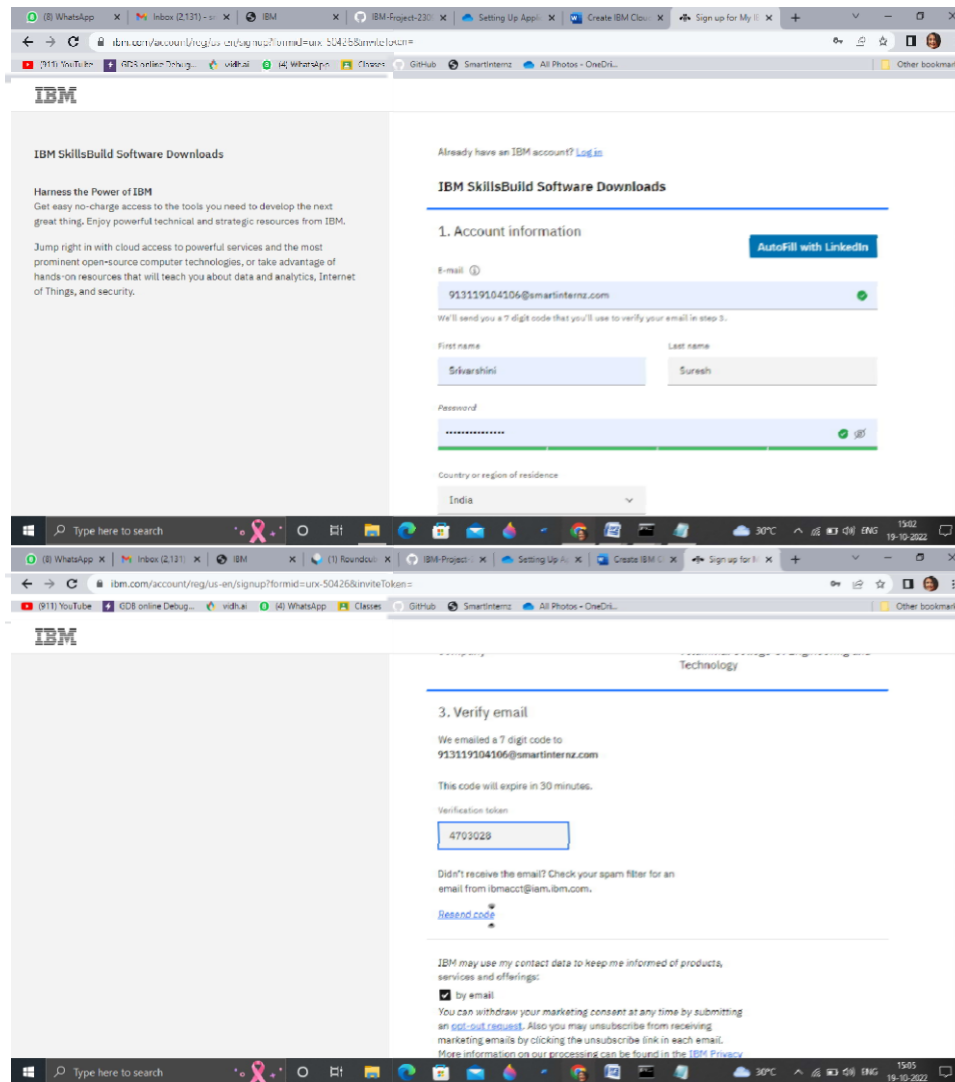 (8) WhatsApp
Inbox (2,131) - sr
IBM
IBM-Project-230
Setting Up Appli
Create IBM Clou
Sign up for My I
ibm.com/account/reg/us-en/signup?formid=urx-50426&inviteToken=
(911) YouTube
GDB online Debug...
vidh.ai
(4) WhatsApp
Classes
GitHub
Smartinternz
All Photos - OneDri...
Other bookmar
IBM
IBM SkillsBuild Software Downloads
Harness the Power of IBM
Get easy no-charge access to the tools you need to develop the next
great thing. Enjoy powerful technical and strategic resources from IBM.
Jump right in with cloud access to powerful services and the most
prominent open-source computer technologies, or take advantage of
hands-on resources that will teach you about data and analytics, Internet
of Things, and security.
Already have an IBM account? Log in
IBM SkillsBuild Software Downloads
1. Account information
AutoFill with LinkedIn
E-mail
913119104106@smartinternz.com
We'll send you a 7 digit code that you'll use to verify your email in step 3.
First name
Last name
Srivarshini
Suresh
Password
Country or region of residence
India
Type here to search
30°C
ENG
15:02
19-10-2022
(8) WhatsApp
Inbox (2,131)
IBM
(1) Roundout
IBM-Project-
Setting Up A
Create IBM C
Sign up for
ibm.com/account/reg/us-en/signup?formid=urx-50426&inviteToken=
(911) YouTube
GDB online Debug...
vidh.ai
(4) WhatsApp
Classes
GitHub
Smartinternz
All Photos - OneDri...
Other bookmar
IBM
Technology
3. Verify email
We emailed a 7 digit code to
913119104106@smartinternz.com
This code will expire in 30 minutes.
Verification token
4703028
Didn't receive the email? Check your spam filter for an
email from ibmacct@iam.ibm.com.
Resend code
IBM may use my contact data to keep me informed of products,
services and offerings:
by email
You can withdraw your marketing consent at any time by submitting
an opt-out request. Also you may unsubscribe from receiving
marketing emails by clicking the unsubscribe link in each email.
More information on our processing can be found in the IBM Privacy
Type here to search
30°C
ENG
15:05
19-10-2022